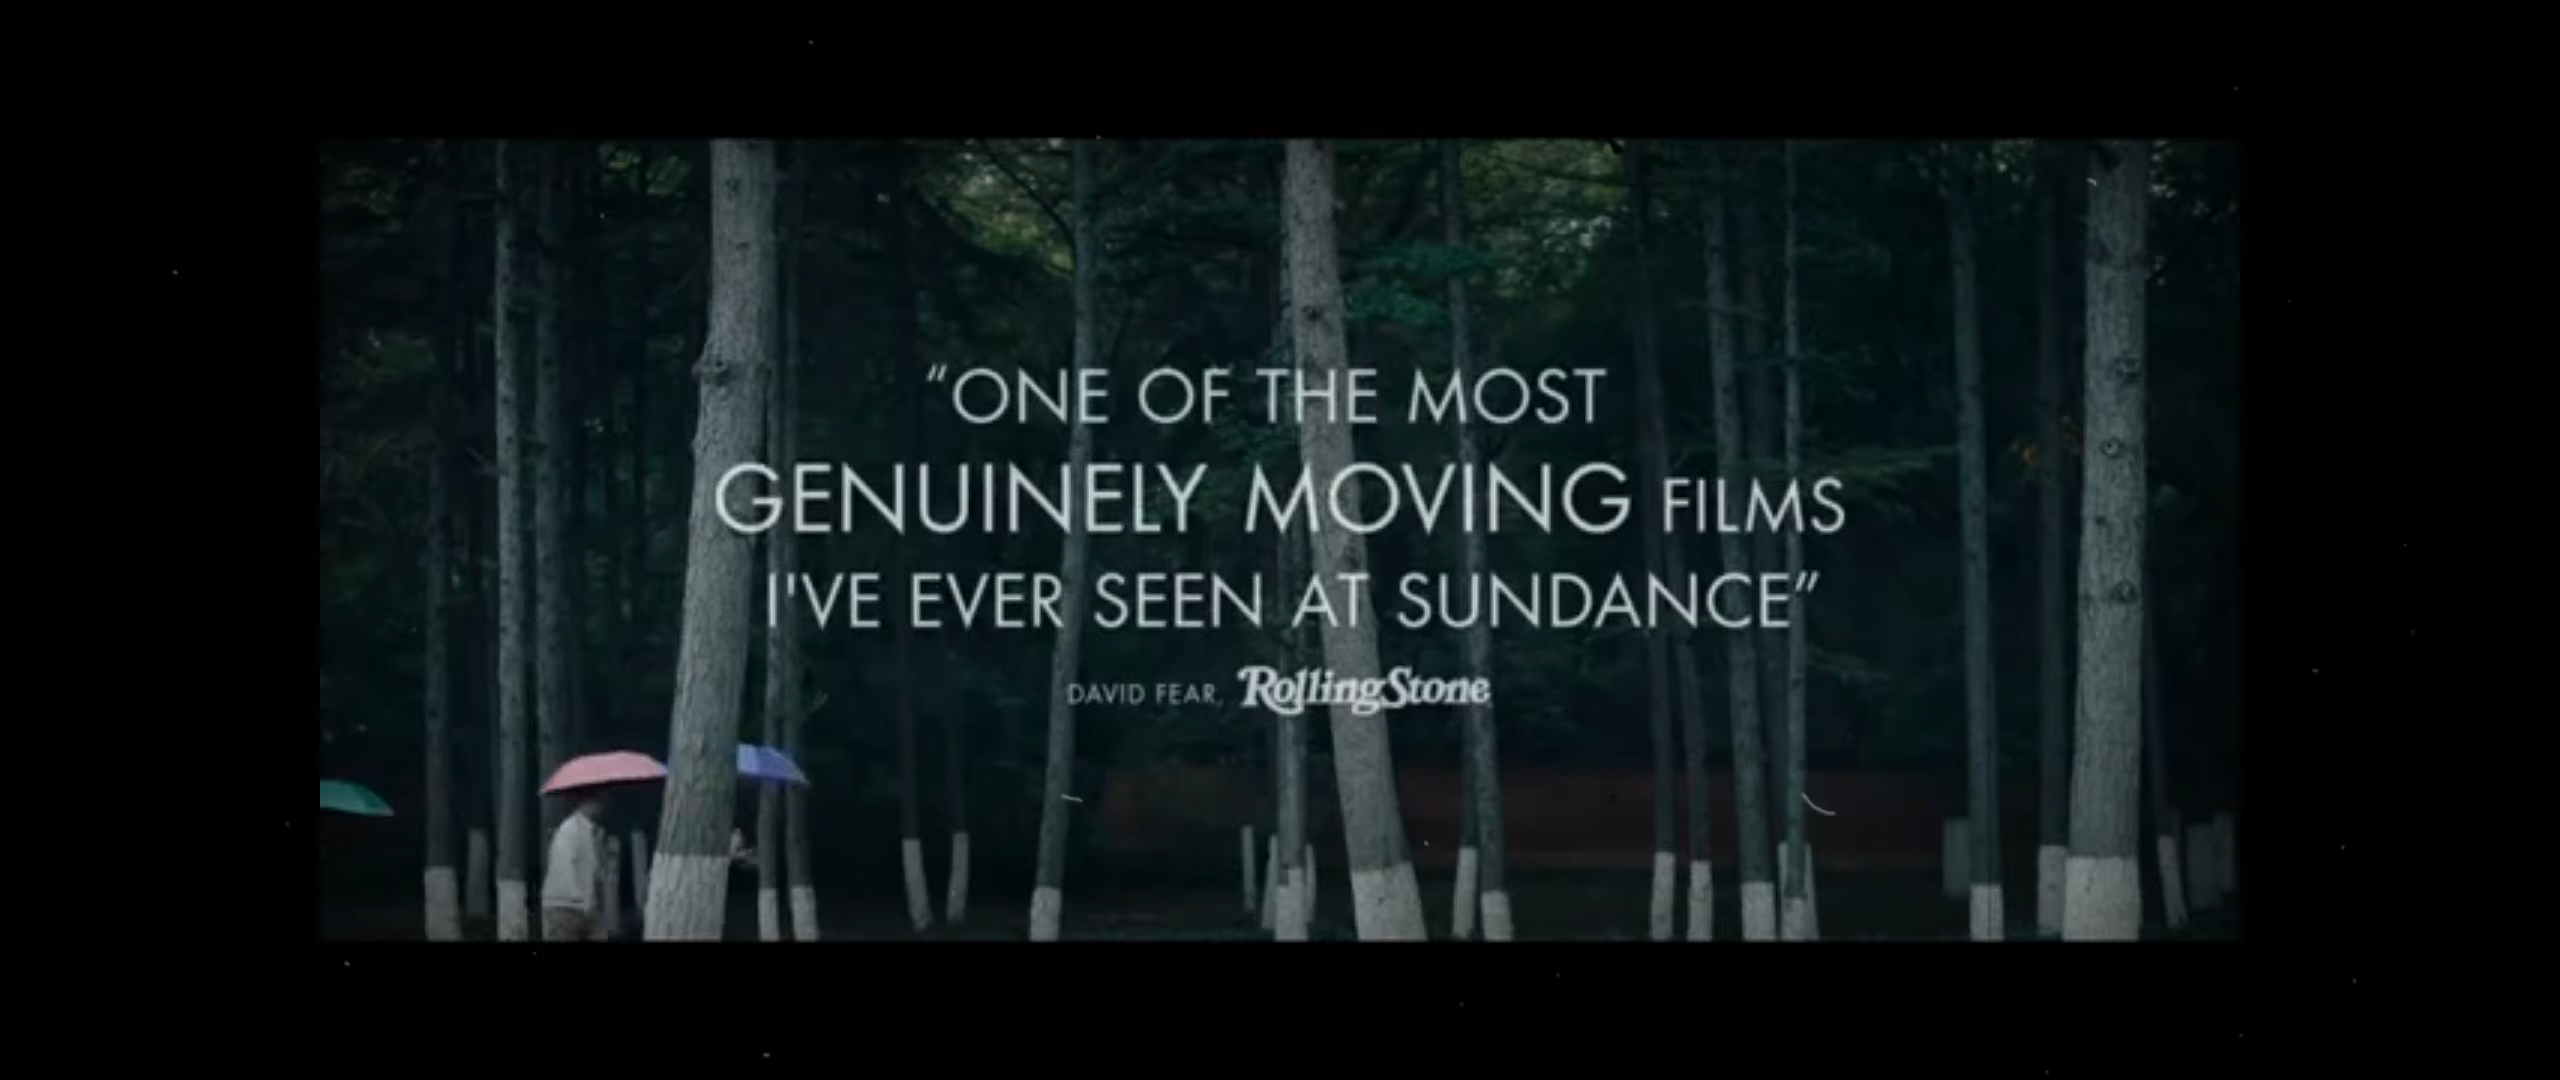 “ONE OF THE MOST
GENUINELY MOVING FILMS
I'VE EVER SEEN AT SUNDANCE”
DAVID FEAR, RollingStone